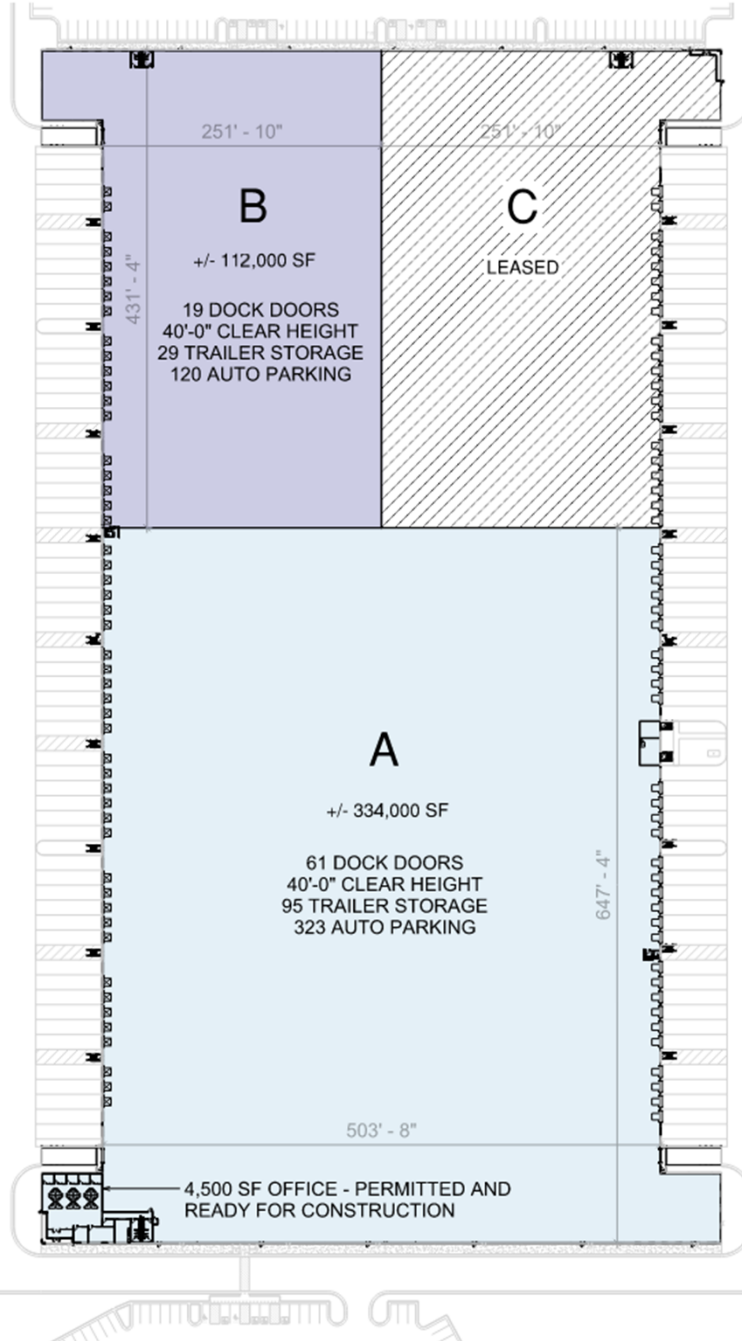 251' - 10"
251' - 10"
B
+/- 112,000 SF
431' - 4"
19 DOCK DOORS
40'-0" CLEAR HEIGHT
29 TRAILER STORAGE
120 AUTO PARKING
C
LEASED
A
+/- 334,000 SF
61 DOCK DOORS
40'-0" CLEAR HEIGHT
95 TRAILER STORAGE
323 AUTO PARKING
647' - 4"
503' - 8"
4,500 SF OFFICE - PERMITTED AND
READY FOR CONSTRUCTION